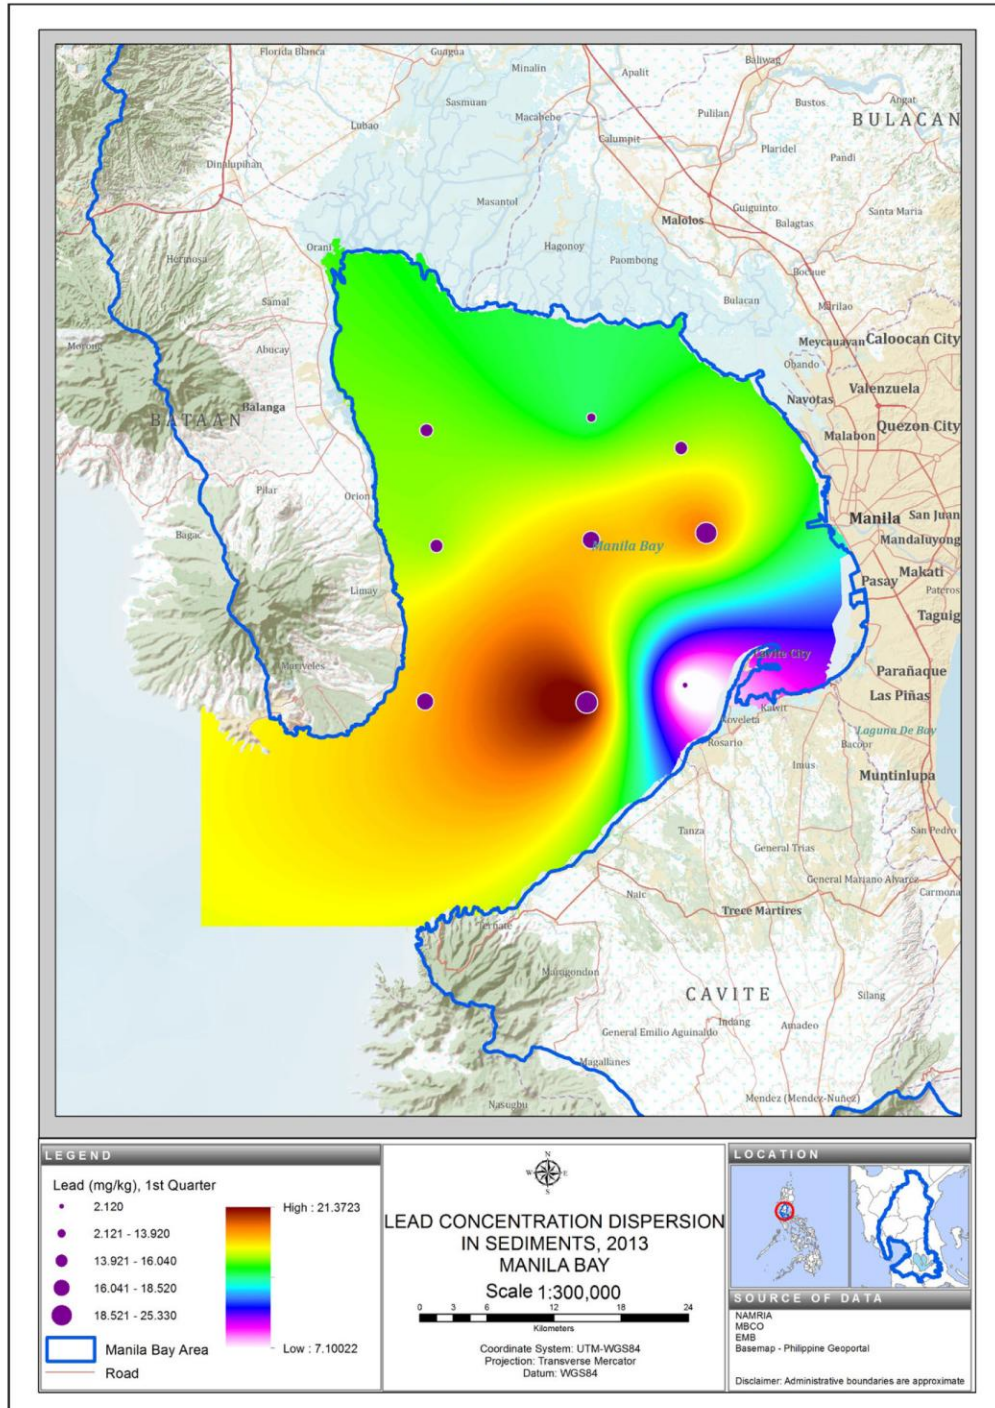 Florida Blanca
Guagua
Baliwag
Minalin
Apalit
Sasmuan
Macabebe
Bustos
Angat
Pulilan
BULACAN
Lubao
Calumpit
Plaridel
Pandi
Dinalupihan
Masantol
Guiguinto
Santa Maria
Malolos
Balagtas
Orani
Hagonoy
Paombong
Hermosa
Bocaue
Samal
Bulacan
Marilao
Morong
Meycauayan
Caloocan City
Abucay
Obando
Valenzuela
Navotas
BATAAN
Balanga
Quezon City
Malabon
Pilar
Orion
Manila
San Juan
Bagac
Manila Bay
Mandaluyong
Makati
Pasay
Limay
Pateros
Taguig
Cavite City
Mariveles
Parañaque
Las Piñas
Kawit
Noveleta
Laguna De Bay
Rosario
Bacoor
Imus
Muntinlupa
Tanza
San Pedro
General Trias
General Mariano Alvarez
Naic
Carmona
Trece Martires
Ternate
Maragondon
CAVITE
Silang
Indang
Amadeo
General Emilio Aguinaldo
Magallanes
Mendez (Mendez-Nuñez)
Nasugbu
LEGEND
Lead (mg/kg), 1st Quarter
2.120
2.121 - 13.920
13.921 - 16.040
16.041 - 18.520
18.521 - 25.330
Manila Bay Area
Road
High : 21.3723
Low : 7.10022
N
W E
S
LEAD CONCENTRATION DISPERSION
IN SEDIMENTS, 2013
MANILA BAY
Scale 1:300,000
0 3 6 12 18 24
Kilometers
Coordinate System: UTM-WGS84
Projection: Transverse Mercator
Datum: WGS84
LOCATION
SOURCE OF DATA
NAMRIA
MBCO
EMB
Basemap - Philippine Geoportal
Disclaimer: Administrative boundaries are approximate